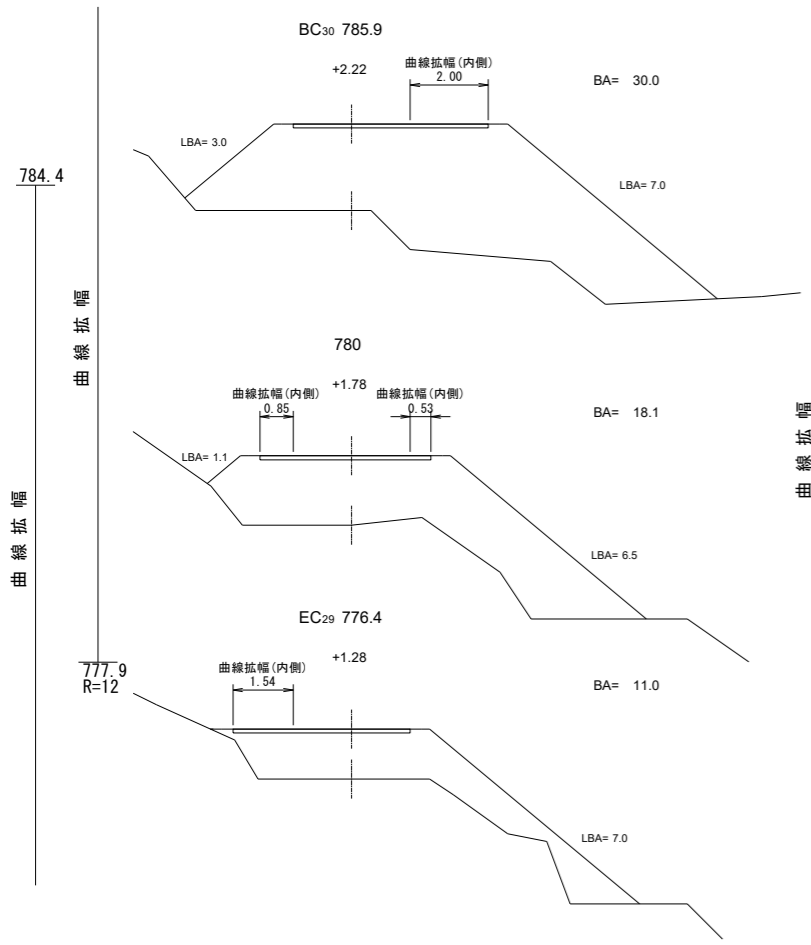 BC30 785.9
+2.22
曲線拡幅(内側)
2.00
BA= 30.0
LBA= 3.0
LBA= 7.0
784.4
曲線拡幅
780
+1.78
曲線拡幅(内側)
0.85
曲線拡幅(内側)
0.53
BA= 18.1
LBA= 1.1
LBA= 6.5
曲線拡幅
曲線拡幅
EC29 776.4
+1.28
曲線拡幅(内側)
1.54
BA= 11.0
777.9
R=12
LBA= 7.0